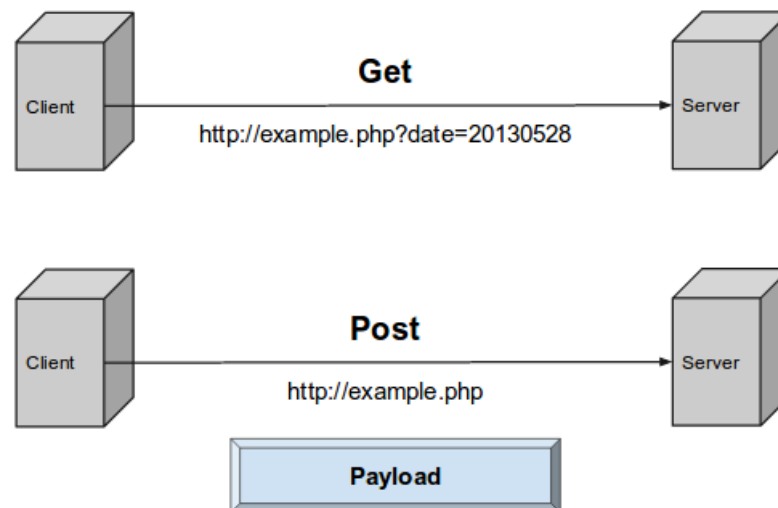 Get
Client
Server
http://example.php?date=20130528
Post
Client
Server
http://example.php
Payload